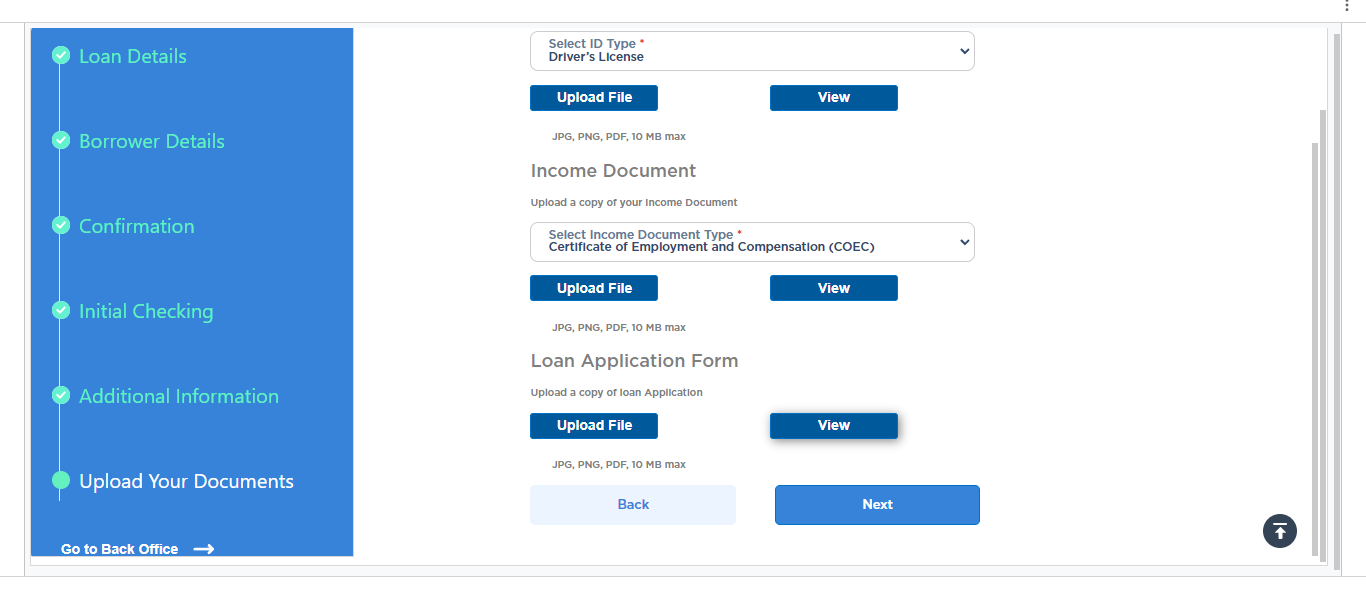 Loan Details
Borrower Details
Confirmation
Initial Checking
Additional Information
Upload Your Documents
Go to Back Office
Select ID Type *
Driver's License
Upload File
View
JPG, PNG, PDF, 10 MB max
Income Document
Upload a copy of your Income Document
Select Income Document Type *
Certificate of Employment and Compensation (COEC)
Upload File
View
JPG, PNG, PDF, 10 MB max
Loan Application Form
Upload a copy of loan Application
Upload File
View
JPG, PNG, PDF, 10 MB max
Back
Next